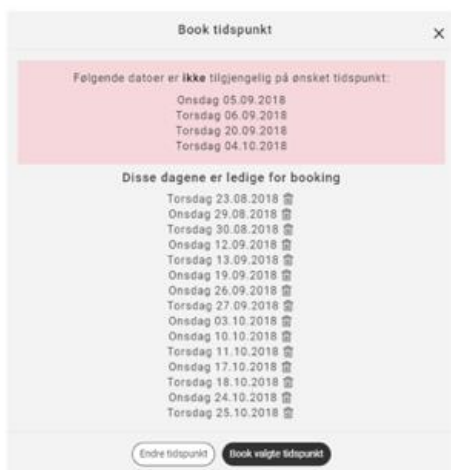 Book tidspunkt
Følgende datoer er ikke tilgjengelig på ønsket tidspunkt:
Onsdag 05.09.2018
Torsdag 06.09.2018
Torsdag 20.09.2018
Torsdag 04.10.2018
Disse dagene er ledige for booking
Torsdag 23.08.2018
Onsdag 29.08.2018
Torsdag 30.08.2018
Onsdag 12.09.2018
Torsdag 13.09.2018
Onsdag 19.09.2018
Onsdag 26.09.2018
Torsdag 27.09.2018
Onsdag 03.10.2018
Onsdag 10.10.2018
Torsdag 11.10.2018
Onsdag 17.10.2018
Torsdag 18.10.2018
Onsdag 24.10.2018
Torsdag 25.10.2018
Endre tidspunkt Book valgte tidspunkt